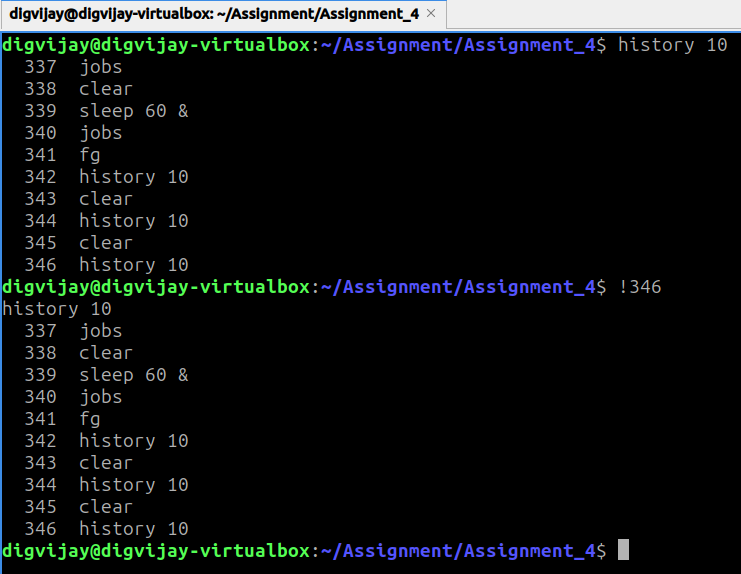 digvijay@digvijay-virtualbox: ~/Assignment/Assignment_4 ×
digvijay@digvijay-virtualbox:~/Assignment/Assignment_4$ history 10
  337  jobs
  338  clear
  339  sleep 60 &
  340  jobs
  341  fg
  342  history 10
  343  clear
  344  history 10
  345  clear
  346  history 10
digvijay@digvijay-virtualbox:~/Assignment/Assignment_4$ !346
history 10
  337  jobs
  338  clear
  339  sleep 60 &
  340  jobs
  341  fg
  342  history 10
  343  clear
  344  history 10
  345  clear
  346  history 10
digvijay@digvijay-virtualbox:~/Assignment/Assignment_4$